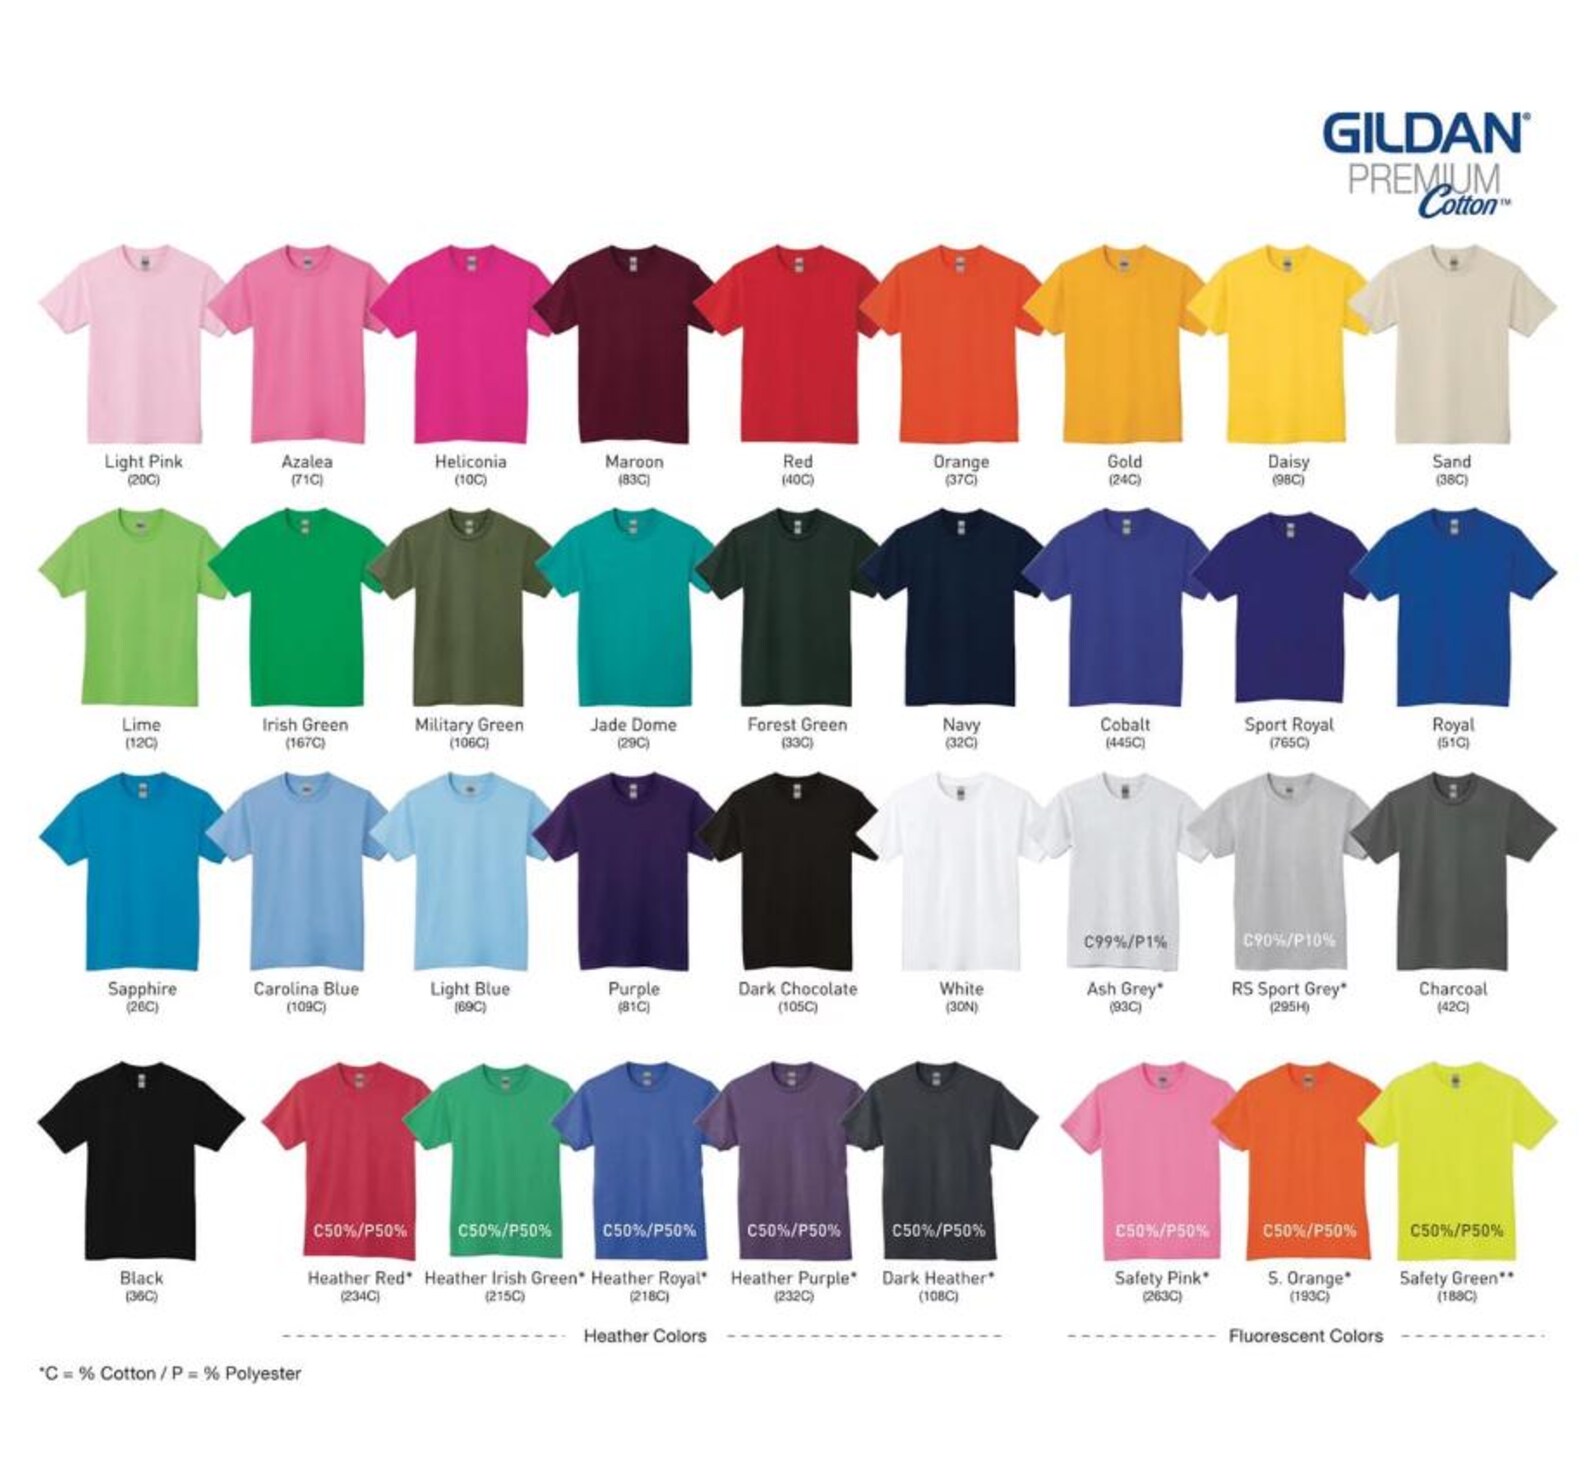 GILDAN®
PREMIUM
Cotton™
Light Pink Azalea Heliconia Maroon Red Orange Gold Daisy Sand
(20C) (71C) (10C) (83C) (40C) (37C) (24C) (98C) (38C)
Lime Irish Green Military Green Jade Dome Forest Green Navy Cobalt Sport Royal Royal
(12C) (167C) (106C) (29C) (33C) (32C) (445C) (765C) (51C)
C99%/P1% C90%/P10%
Sapphire Carolina Blue Light Blue Purple Dark Chocolate White Ash Grey* RS Sport Grey* Charcoal
(26C) (109C) (69C) (81C) (105C) (30N) (93C) (295H) (42C)
C50%/P50% C50%/P50% C50%/P50% C50%/P50% C50%/P50% C50%/P50% C50%/P50% C50%/P50%
Black Heather Red* Heather Irish Green* Heather Royal* Heather Purple* Dark Heather* Safety Pink* S. Orange* Safety Green**
(36C) (234C) (215C) (218C) (232C) (108C) (263C) (193C) (188C)
Heather Colors Fluorescent Colors
*C = % Cotton / P = % Polyester